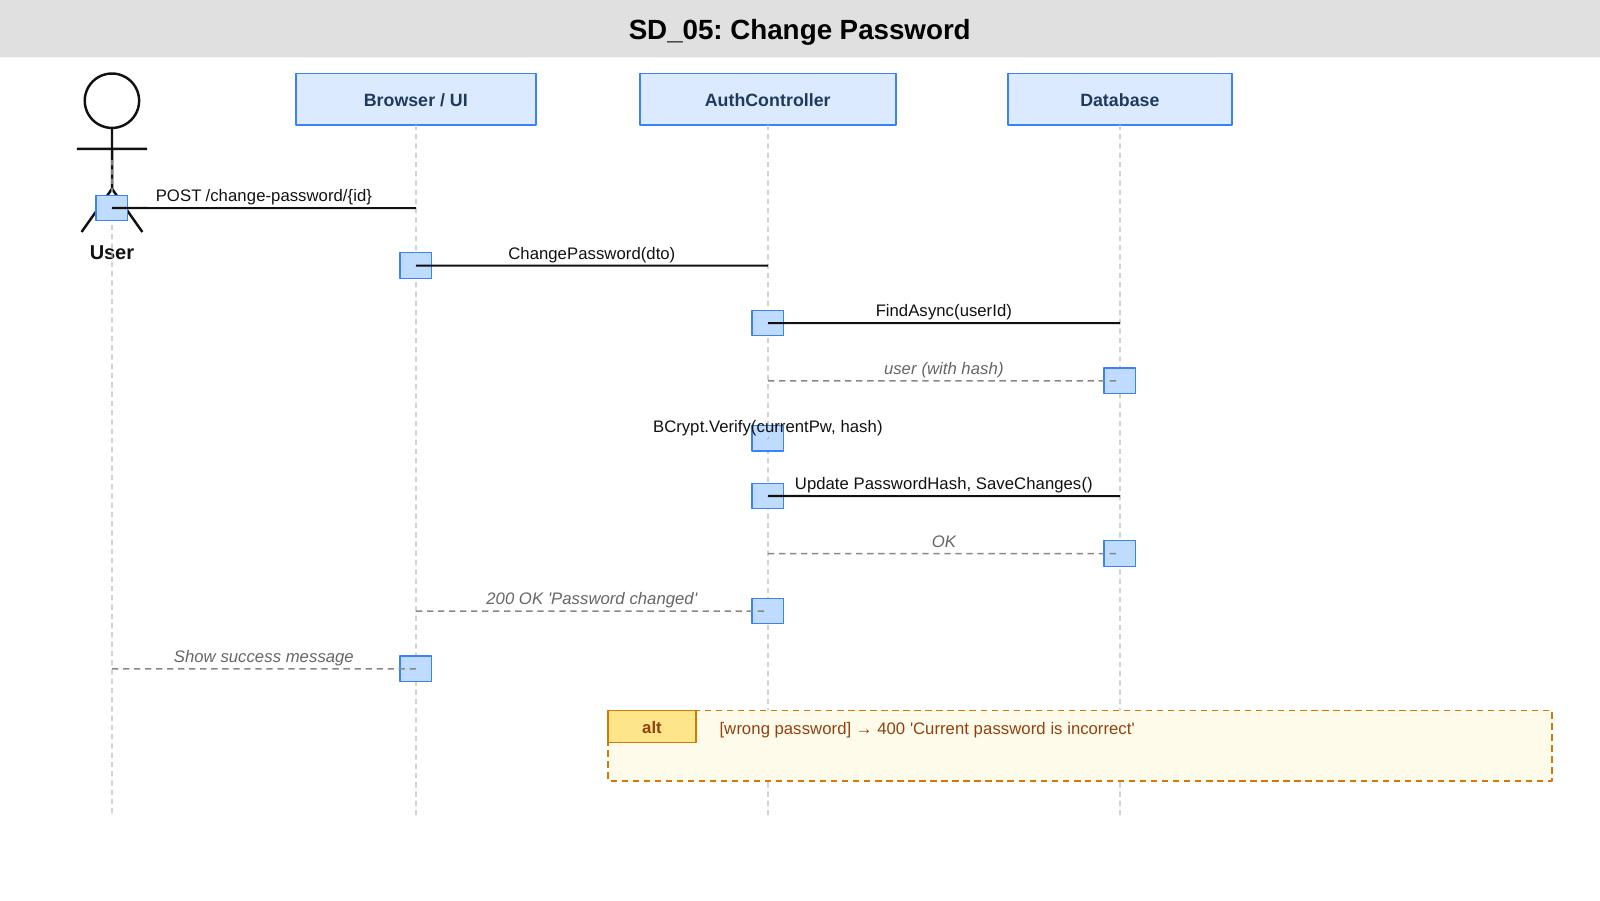 SD_05: Change Password
Browser / UI
AuthController
Database
POST /change-password/{id}
User
ChangePassword(dto)
FindAsync(userId)
user (with hash)
BCrypt.Verify(currentPw, hash)
Update PasswordHash, SaveChanges()
OK
200 OK 'Password changed'
Show success message
alt
[wrong password] → 400 'Current password is incorrect'